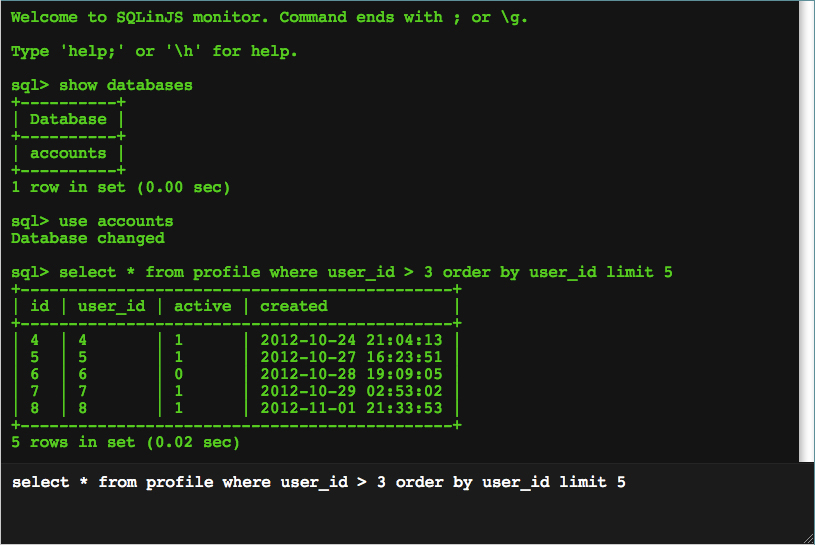 Welcome to SQLinJS monitor. Command ends with ; or \g.
Type 'help;' or '\h' for help.
sql> show databases
+----------+
| Database |
+----------+
| accounts |
+----------+
1 row in set (0.00 sec)
sql> use accounts
Database changed
sql> select * from profile where user_id > 3 order by user_id limit 5
+---------------------------------------------+
| id | user_id | active | created             |
+---------------------------------------------+
| 4  | 4       | 1      | 2012-10-24 21:04:13 |
| 5  | 5       | 1      | 2012-10-27 16:23:51 |
| 6  | 6       | 0      | 2012-10-28 19:09:05 |
| 7  | 7       | 1      | 2012-10-29 02:53:02 |
| 8  | 8       | 1      | 2012-11-01 21:33:53 |
+---------------------------------------------+
5 rows in set (0.02 sec)
select * from profile where user_id > 3 order by user_id limit 5